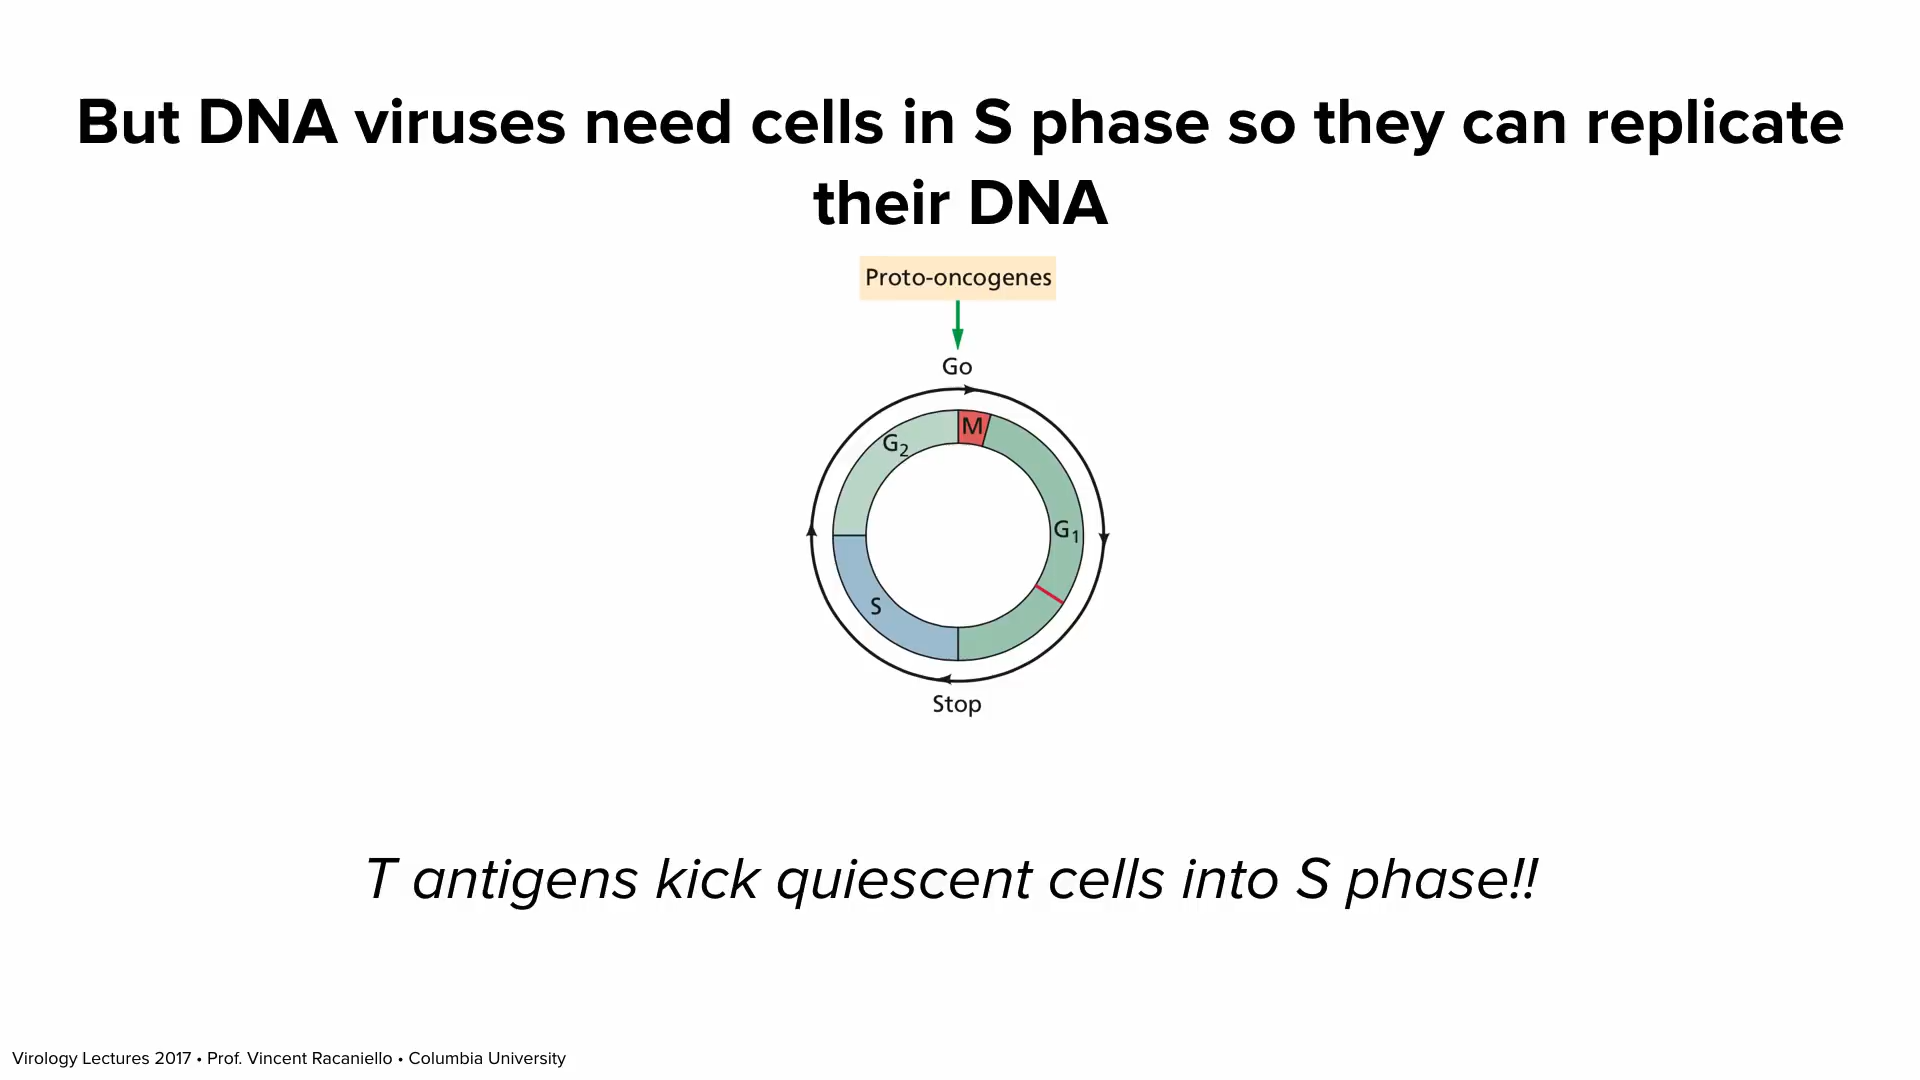 But DNA viruses need cells in S phase so they can replicate
their DNA
Proto-oncogenes
Go
M
G2
G1
S
Stop
T antigens kick quiescent cells into S phase!!
Virology Lectures 2017 • Prof. Vincent Racaniello • Columbia University